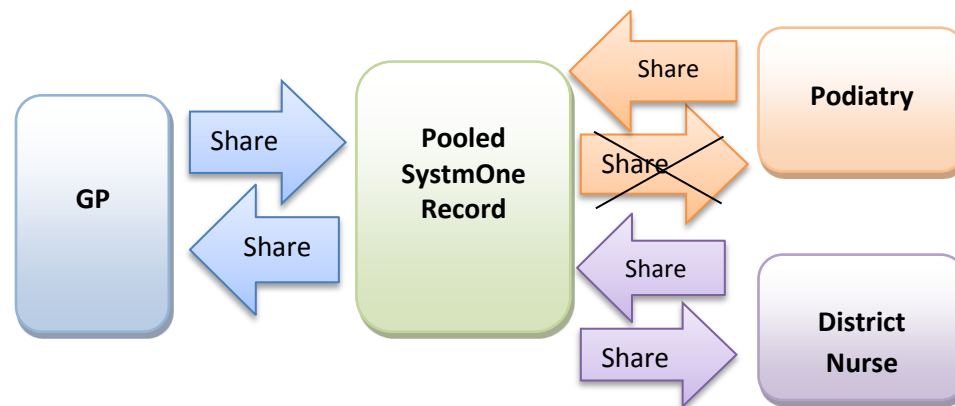 GP
Share
Share
Pooled
SystmOne
Record
Share
Share
Podiatry
Share
Share
District
Nurse